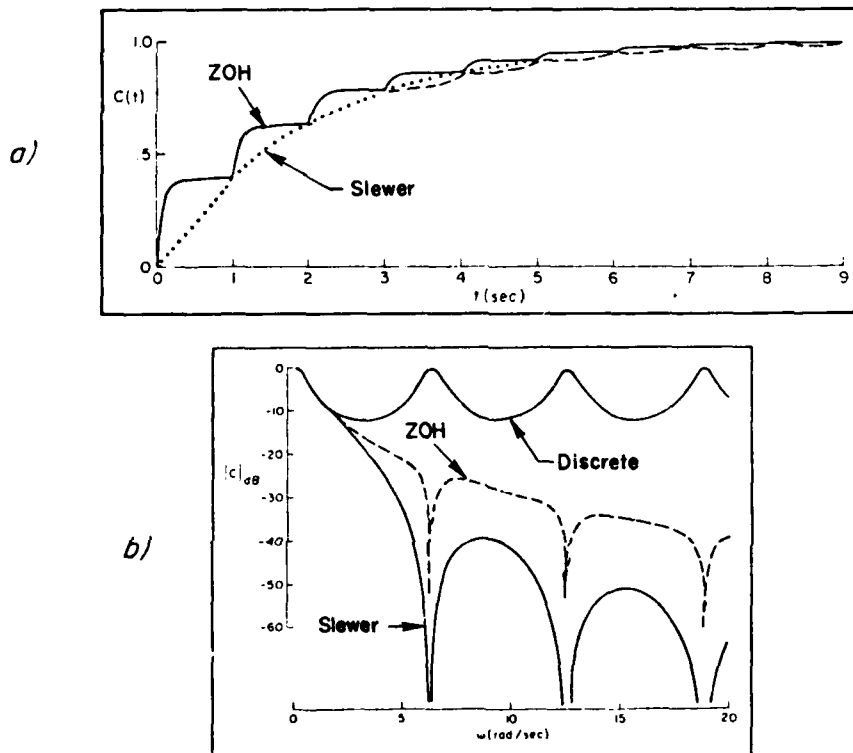 a)
1.0
ZOH
C(t)
.5
Slewer
0
0 1 2 3 4 5 6 7 8 9
t(sec)
b)
0
-10
-20
-30
-40
-50
-60
|c|dB
ZOH
Discrete
Slewer
0 5 10 15 20
ω(rad/sec)